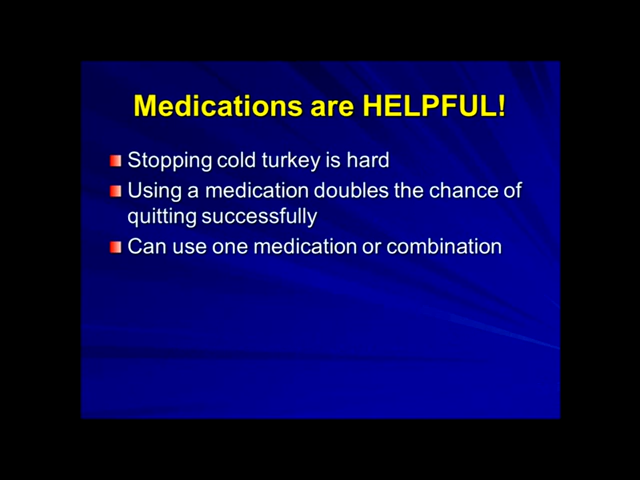 Medications are HELPFUL!
Stopping cold turkey is hard
Using a medication doubles the chance of
quitting successfully
Can use one medication or combination